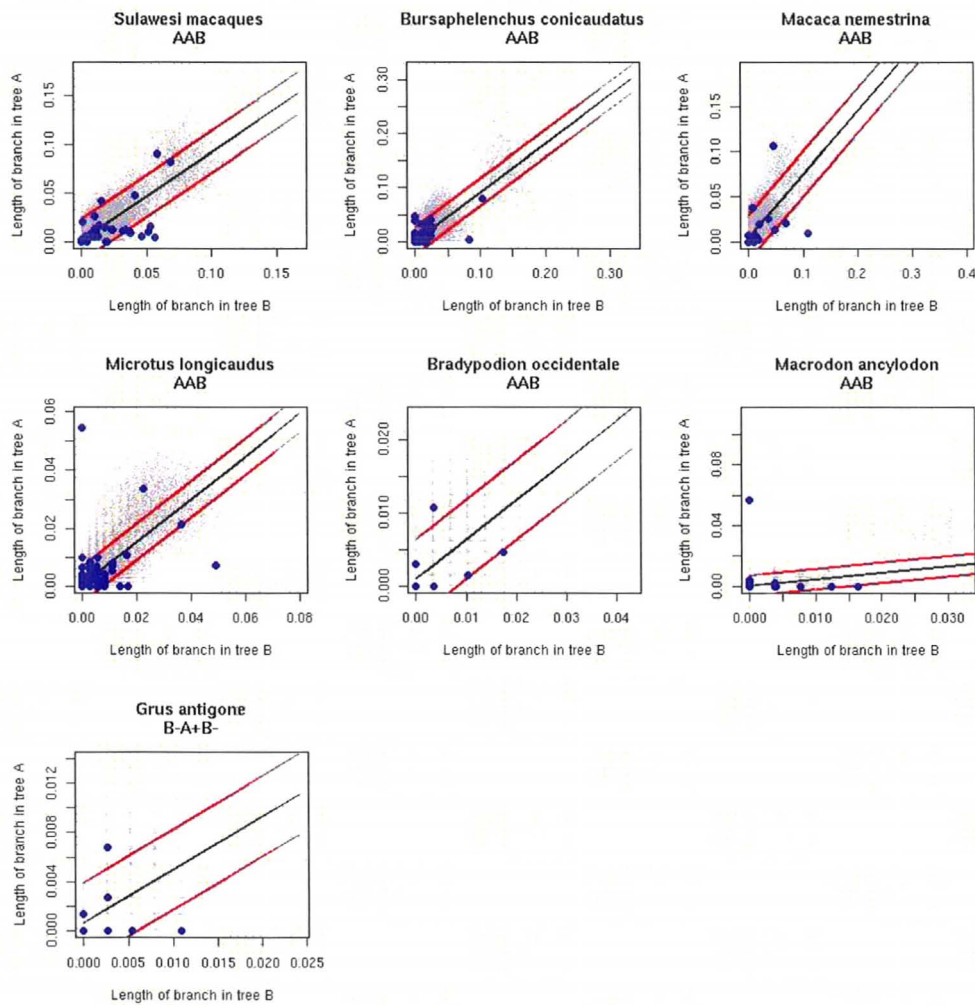 Sulawesi macaques
AAB
Length of branch in tree A
0.00 0.05 0.10 0.15
0.00 0.05 0.10 0.15
Length of branch in tree B
Bursaphelenchus conicaudatus
AAB
Length of branch in tree A
0.00 0.10 0.20 0.30
0.00 0.10 0.20 0.30
Length of branch in tree B
Macaca nemestrina
AAB
Length of branch in tree A
0.00 0.05 0.10 0.15
0.0 0.1 0.2 0.3 0.4
Length of branch in tree B
Microtus longicaudus
AAB
Length of branch in tree A
0.00 0.02 0.04 0.06
0.00 0.02 0.04 0.06 0.08
Length of branch in tree B
Bradypodion occidentale
AAB
Length of branch in tree A
0.000 0.010 0.020
0.00 0.01 0.02 0.03 0.04
Length of branch in tree B
Macrodon ancylodon
AAB
Length of branch in tree A
0.00 0.04 0.08
0.000 0.010 0.020 0.030
Length of branch in tree B
Grus antigone
B-A+B-
Length of branch in tree A
0.000 0.004 0.008 0.012
0.000 0.005 0.010 0.015 0.020 0.025
Length of branch in tree B